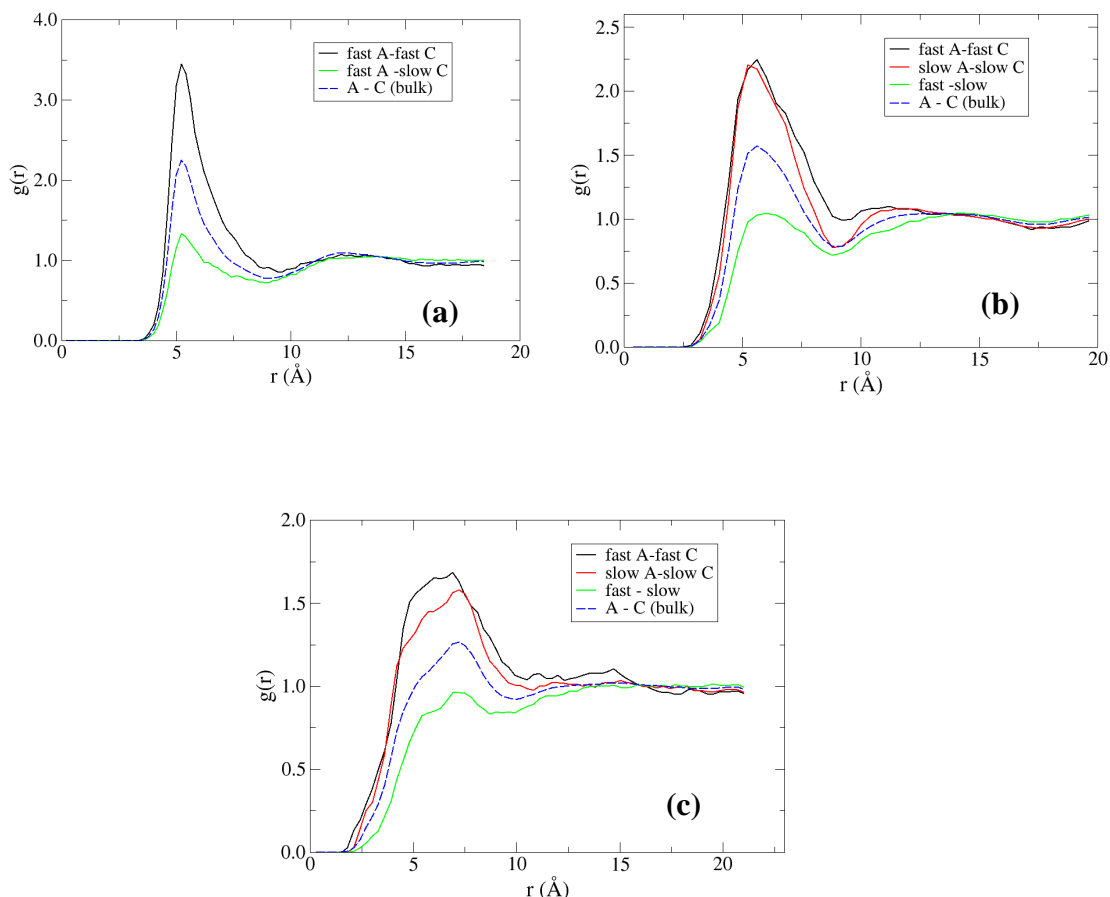 4.0
fast A-fast C
fast A -slow C
A - C (bulk)
3.0
g(r)
2.0
1.0
(a)
0.0
0
5
10
15
20
r (Å)
2.5
fast A-fast C
slow A-slow C
fast -slow
A - C (bulk)
2.0
1.5
g(r)
1.0
0.5
(b)
0.0
0
5
10
15
20
r (Å)
2.0
fast A-fast C
slow A-slow C
fast - slow
A - C (bulk)
1.5
g(r)
1.0
0.5
(c)
0.0
0
5
10
15
20
r (Å)